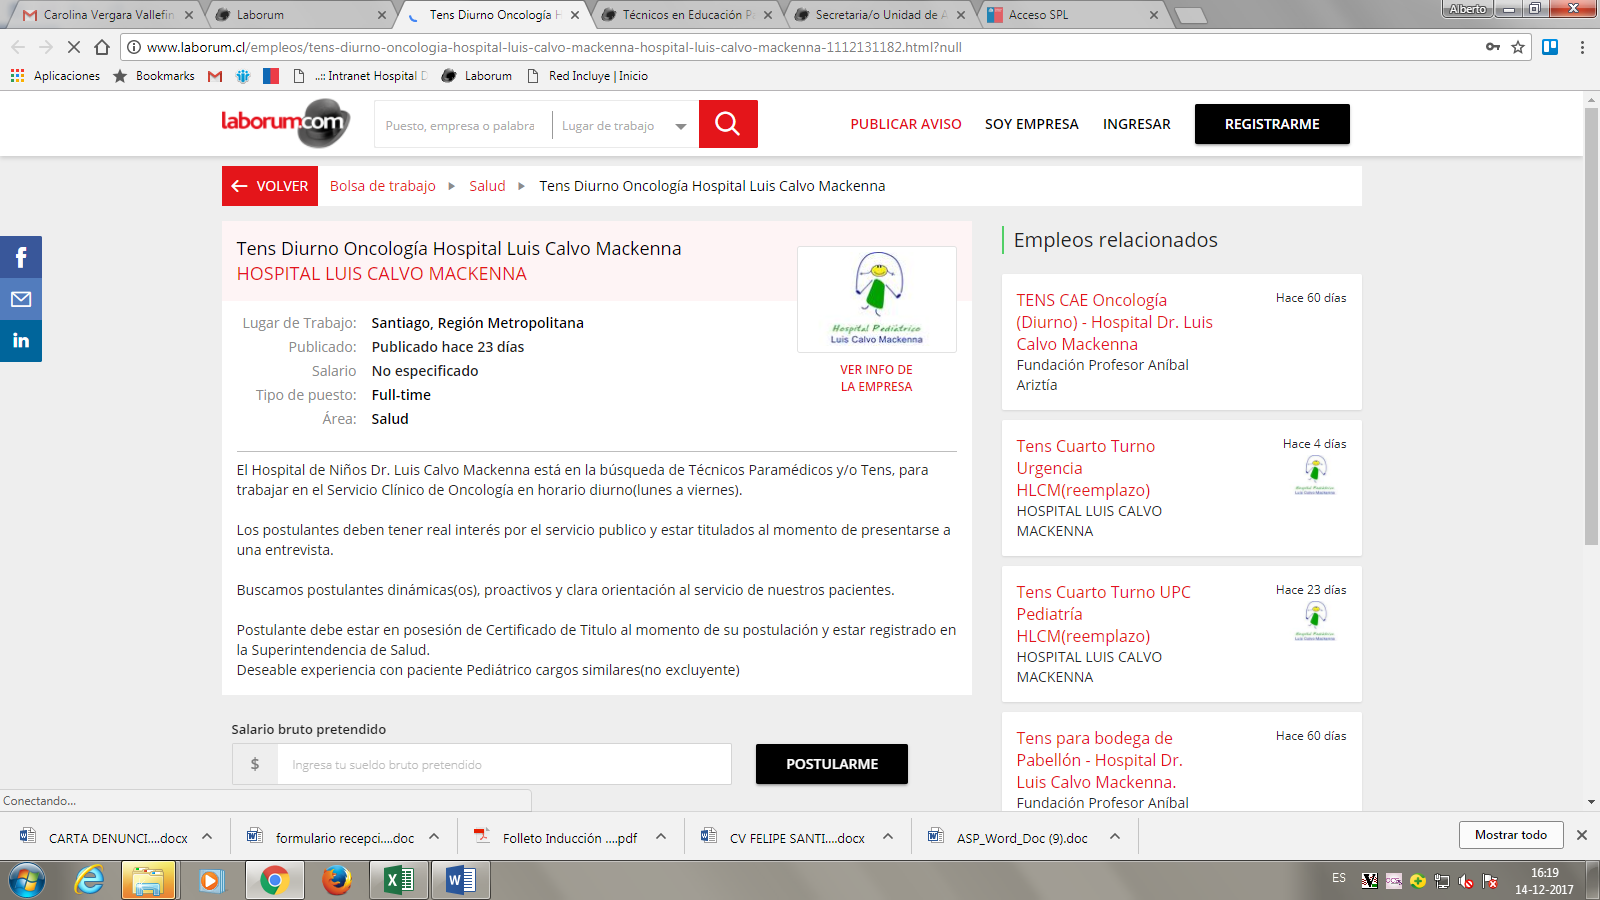 Carolina Vergara Vallefin
Laborum
Tens Diurno Oncología H
Técnicos en Educación P
Secretaria/o Unidad de A
Acceso SPL
Alberto
www.laborum.cl/empleos/tens-diurno-oncologia-hospital-luis-calvo-mackenna-hospital-luis-calvo-mackenna-1112131182.html?null
Aplicaciones
Bookmarks
..:: Intranet Hospital D
Laborum
Red Incluye | Inicio
laborum.com
Puesto, empresa o palabra
Lugar de trabajo
PUBLICAR AVISO
SOY EMPRESA
INGRESAR
REGISTRARME
VOLVER
Bolsa de trabajo
Salud
Tens Diurno Oncología Hospital Luis Calvo Mackenna
Tens Diurno Oncología Hospital Luis Calvo Mackenna
HOSPITAL LUIS CALVO MACKENNA
Hospital Pediátrico
Luis Calvo Mackenna
VER INFO DE
LA EMPRESA
Lugar de Trabajo: Santiago, Región Metropolitana
Publicado: Publicado hace 23 días
Salario No especificado
Tipo de puesto: Full-time
Área: Salud
El Hospital de Niños Dr. Luis Calvo Mackenna está en la búsqueda de Técnicos Paramédicos y/o Tens, para
trabajar en el Servicio Clínico de Oncología en horario diurno(lunes a viernes).
Los postulantes deben tener real interés por el servicio publico y estar titulados al momento de presentarse a
una entrevista.
Buscamos postulantes dinámicas(os), proactivos y clara orientación al servicio de nuestros pacientes.
Postulante debe estar en posesión de Certificado de Titulo al momento de su postulación y estar registrado en
la Superintendencia de Salud.
Deseable experiencia con paciente Pediátrico cargos similares(no excluyente)
Salario bruto pretendido
$
Ingresa tu sueldo bruto pretendido
POSTULARME
Empleos relacionados
TENS CAE Oncología
(Diurno) - Hospital Dr. Luis
Calvo Mackenna
Fundación Profesor Aníbal
Ariztía
Hace 60 días
Tens Cuarto Turno
Urgencia
HLCM(reemplazo)
HOSPITAL LUIS CALVO
MACKENNA
Hace 4 días
Tens Cuarto Turno UPC
Pediatría
HLCM(reemplazo)
HOSPITAL LUIS CALVO
MACKENNA
Hace 23 días
Tens para bodega de
Pabellón - Hospital Dr.
Luis Calvo Mackenna.
Fundación Profesor Aníbal
Hace 60 días
Conectando...
CARTA DENUNCI....docx
formulario recepci....doc
Folleto Inducción ....pdf
CV FELIPE SANTI....docx
ASP_Word_Doc (9).doc
Mostrar todo
ES
16:19
14-12-2017